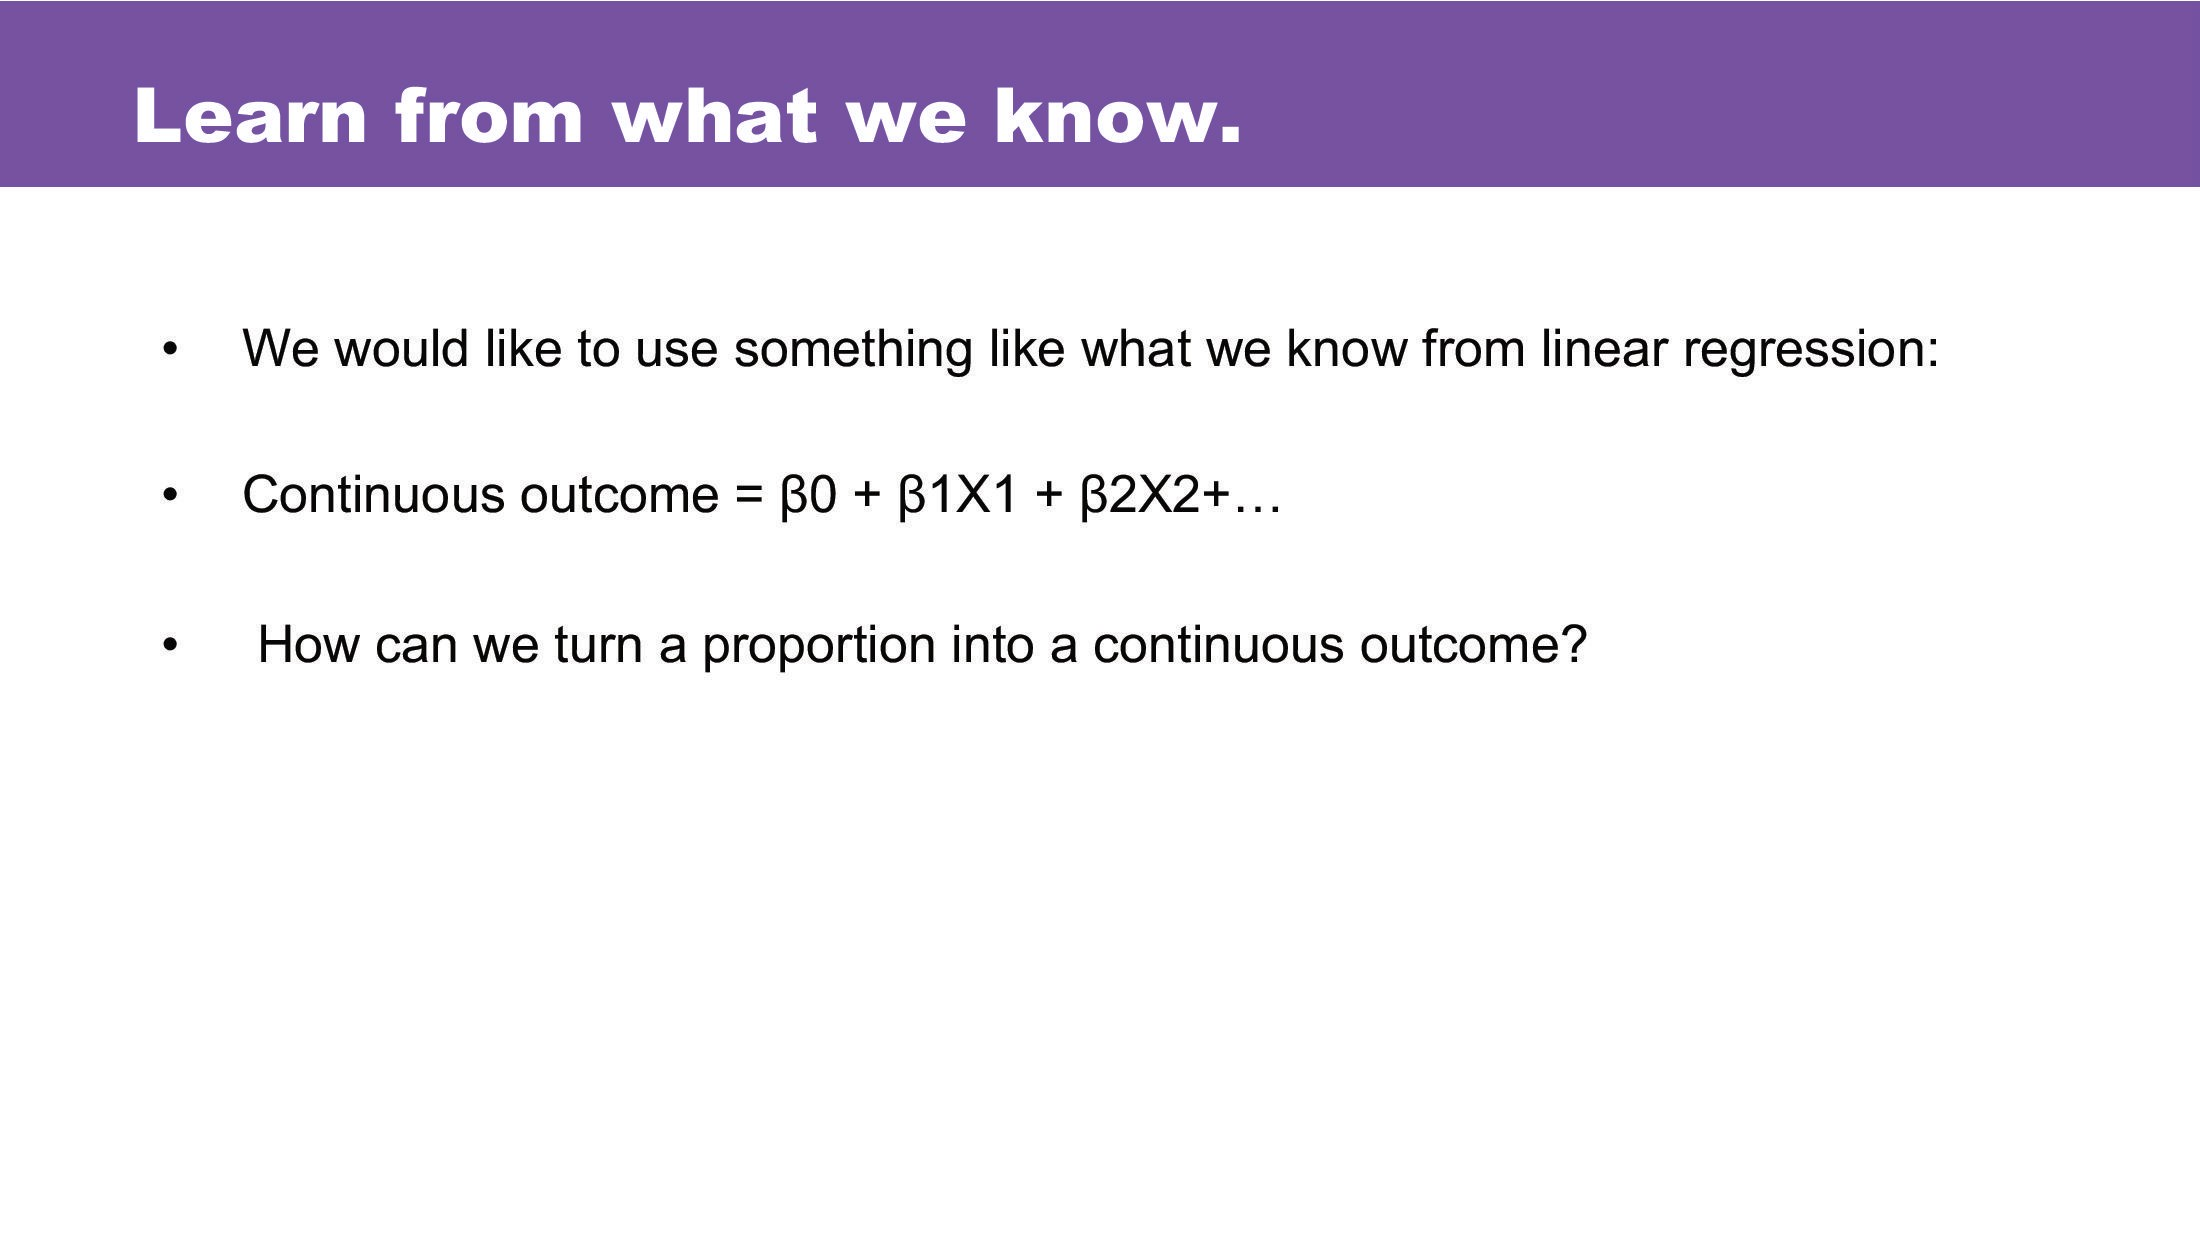 Learn from what we know.
• We would like to use something like what we know from linear regression:
• Continuous outcome = β0 + β1X1 + β2X2+…
• How can we turn a proportion into a continuous outcome?